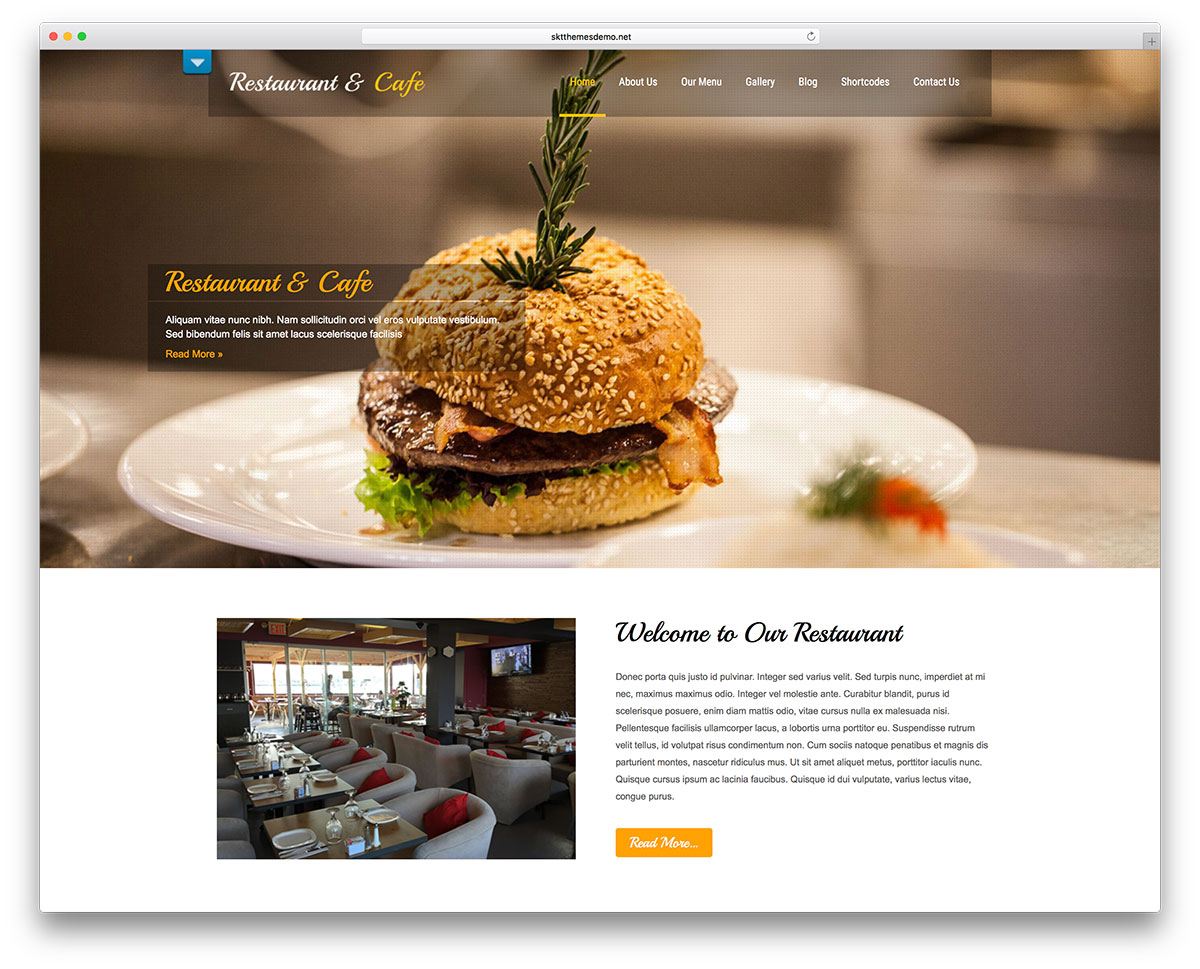 sktthemesdemo.net
Restaurant & Cafe
Home About Us Our Menu Gallery Blog Shortcodes Contact Us
Restaurant & Cafe
Aliquam vitae nunc nibh. Nam sollicitudin orci vel eros vulputate vestibulum.
Sed bibendum felis sit amet lacus scelerisque facilisis
Read More »
EXIT
Welcome to Our Restaurant
Donec porta quis justo id pulvinar. Integer sed varius velit. Sed turpis nunc, imperdiet at mi
nec, maximus maximus odio. Integer vel molestie ante. Curabitur blandit, purus id
scelerisque posuere, enim diam mattis odio, vitae cursus nulla ex malesuada nisi.
Pellentesque facilisis ullamcorper lacus, a lobortis urna porttitor eu. Suspendisse rutrum
velit tellus, id volutpat risus condimentum non. Cum sociis natoque penatibus et magnis dis
parturient montes, nascetur ridiculus mus. Ut sit amet aliquet metus, porttitor iaculis nunc.
Quisque cursus ipsum ac lacinia faucibus. Quisque id dui vulputate, varius lectus vitae,
congue purus.
Read More...